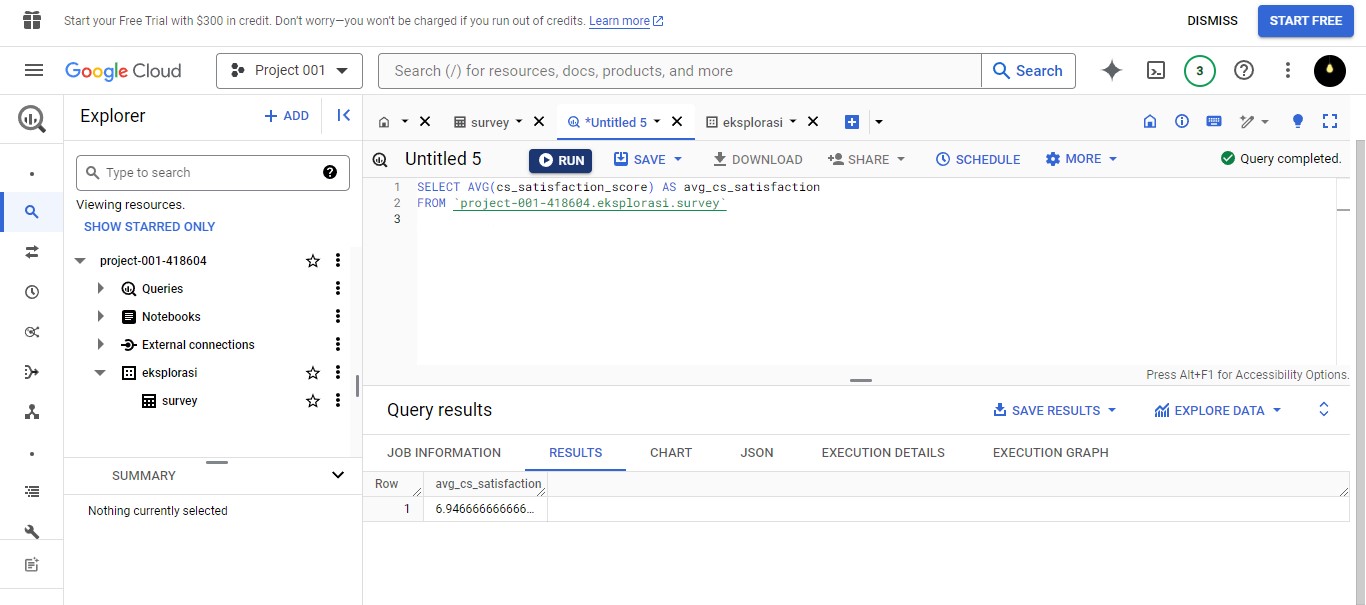 Start your Free Trial with $300 in credit. Don't worry—you won't be charged if you run out of credits. Learn more
DISMISS
START FREE
Google Cloud
Project 001
Search (/) for resources, docs, products, and more
Search
3
Explorer
+ ADD
survey
*Untitled 5
eksplorasi
Type to search
Viewing resources.
SHOW STARRED ONLY
project-001-418604
Queries
Notebooks
External connections
eksplorasi
survey
SUMMARY
Nothing currently selected
Untitled 5
RUN
SAVE
DOWNLOAD
SHARE
SCHEDULE
MORE
Query completed.
1 SELECT AVG(cs_satisfaction_score) AS avg_cs_satisfaction
2 FROM `project-001-418604.eksplorasi.survey`
3
Press Alt+F1 for Accessibility Options.
Query results
SAVE RESULTS
EXPLORE DATA
JOB INFORMATION
RESULTS
CHART
JSON
EXECUTION DETAILS
EXECUTION GRAPH
Row avg_cs_satisfaction
1 6.946666666666...